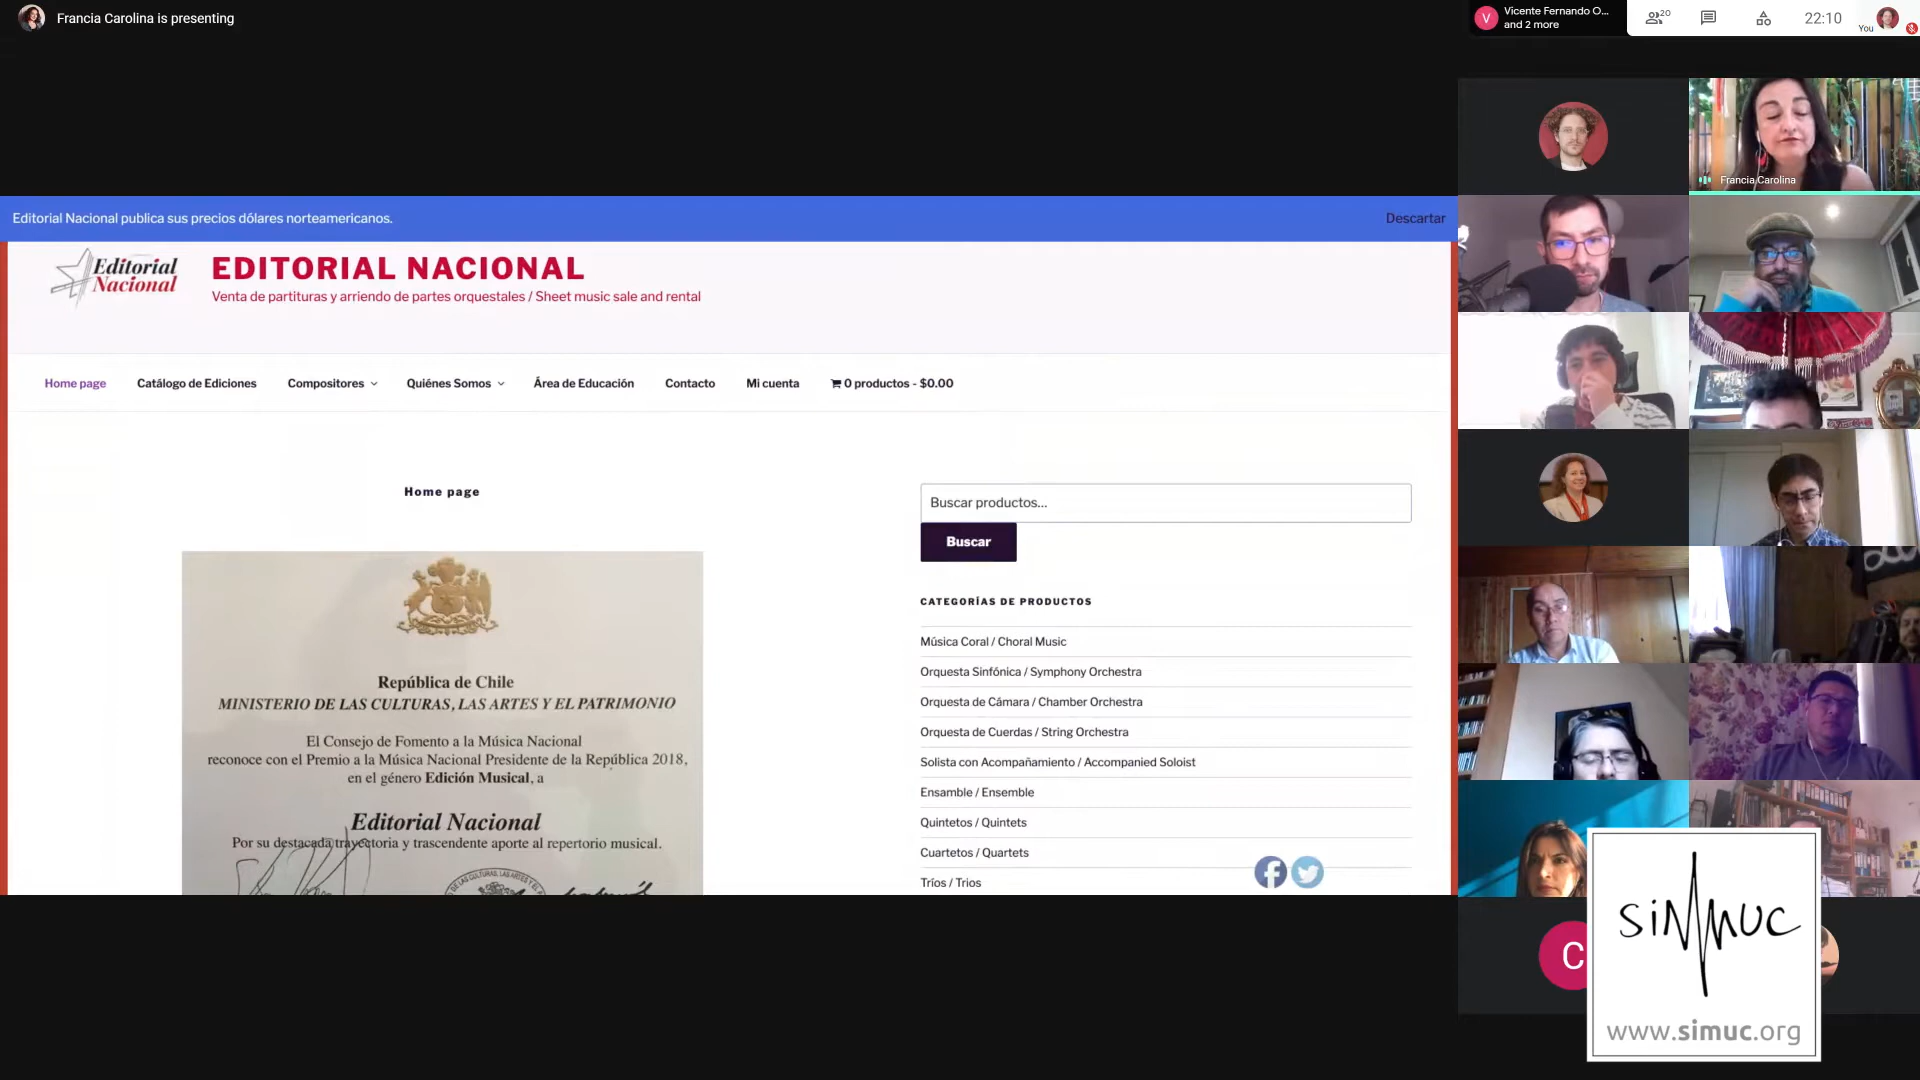 Francia Carolina is presenting
Vicente Fernando O...
and 2 more
20
22:10
You
Francia Carolina
Editorial Nacional publica sus precios dólares norteamericanos.
Descartar
Editorial
Nacional
EDITORIAL NACIONAL
Venta de partituras y arriendo de partes orquestales / Sheet music sale and rental
Home page
Catálogo de Ediciones
Compositores
Quiénes Somos
Área de Educación
Contacto
Mi cuenta
0 productos - $0.00
Home page
República de Chile
MINISTERIO DE LAS CULTURAS, LAS ARTES Y EL PATRIMONIO
El Consejo de Fomento a la Música Nacional
reconoce con el Premio a la Música Nacional Presidente de la República 2018,
en el género Edición Musical, a
Editorial Nacional
Por su destacada trayectoria y trascendente aporte al repertorio musical.
Buscar productos...
Buscar
CATEGORÍAS DE PRODUCTOS
Música Coral / Choral Music
Orquesta Sinfónica / Symphony Orchestra
Orquesta de Cámara / Chamber Orchestra
Orquesta de Cuerdas / String Orchestra
Solista con Acompañamiento / Accompanied Soloist
Ensamble / Ensemble
Quintetos / Quintets
Cuartetos / Quartets
Tríos / Trios
V
C
SiMUC
www.simuc.org